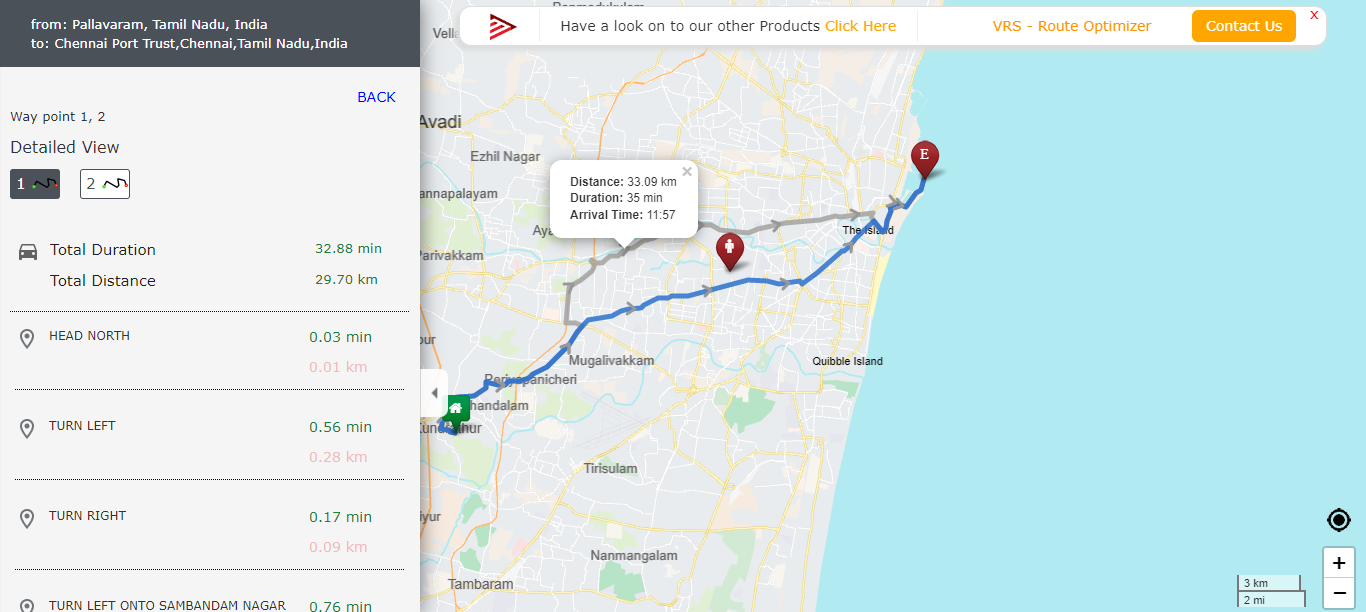 from: Pallavaram, Tamil Nadu, India
to: Chennai Port Trust,Chennai,Tamil Nadu,India
BACK
Way point 1, 2
Detailed View
1
2
Total Duration 32.88 min
Total Distance 29.70 km
HEAD NORTH 0.03 min
0.01 km
TURN LEFT 0.56 min
0.28 km
TURN RIGHT 0.17 min
0.09 km
TURN LEFT ONTO SAMBANDAM NAGAR 0.76 min
Have a look on to our other Products Click Here
VRS - Route Optimizer
Contact Us
X
Avadi
Ezhil Nagar
annapalayam
Distance: 33.09 km
Duration: 35 min
Arrival Time: 11:57
×
E
The Island
Parivakkam
Mugalivakkam
Quibble Island
Periyapanicheri
handalam
Tirisulam
iyur
Nanmangalam
Tambaram
3 km
2 mi
+
−